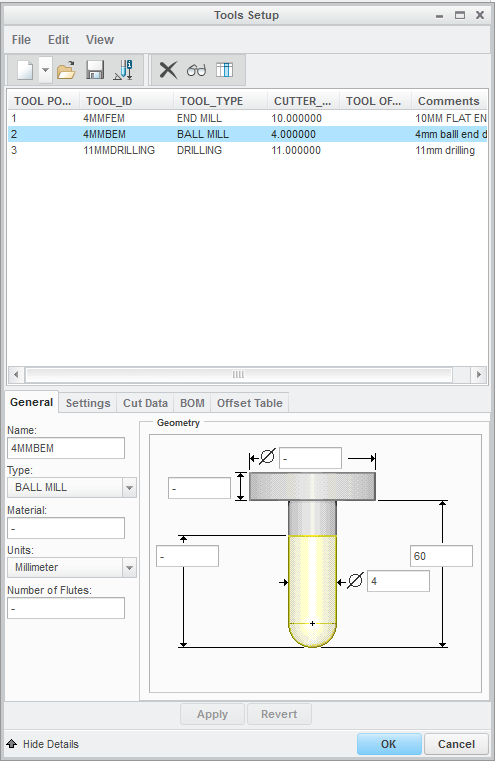 Tools Setup
File Edit View
TOOL PO... TOOL_ID TOOL_TYPE CUTTER_... TOOL OF... Comments
1 4MMFEM END MILL 10.000000 10MM FLAT EN
2 4MMBEM BALL MILL 4.000000 4mm balll end d
3 11MMDRILLING DRILLING 11.000000 11mm drilling
General Settings Cut Data BOM Offset Table
Name:
4MMBEM
Type:
BALL MILL
Material:
-
Units:
Millimeter
Number of Flutes:
-
Geometry
Ø -
-
-
60
Ø 4
Apply Revert
Hide Details OK Cancel